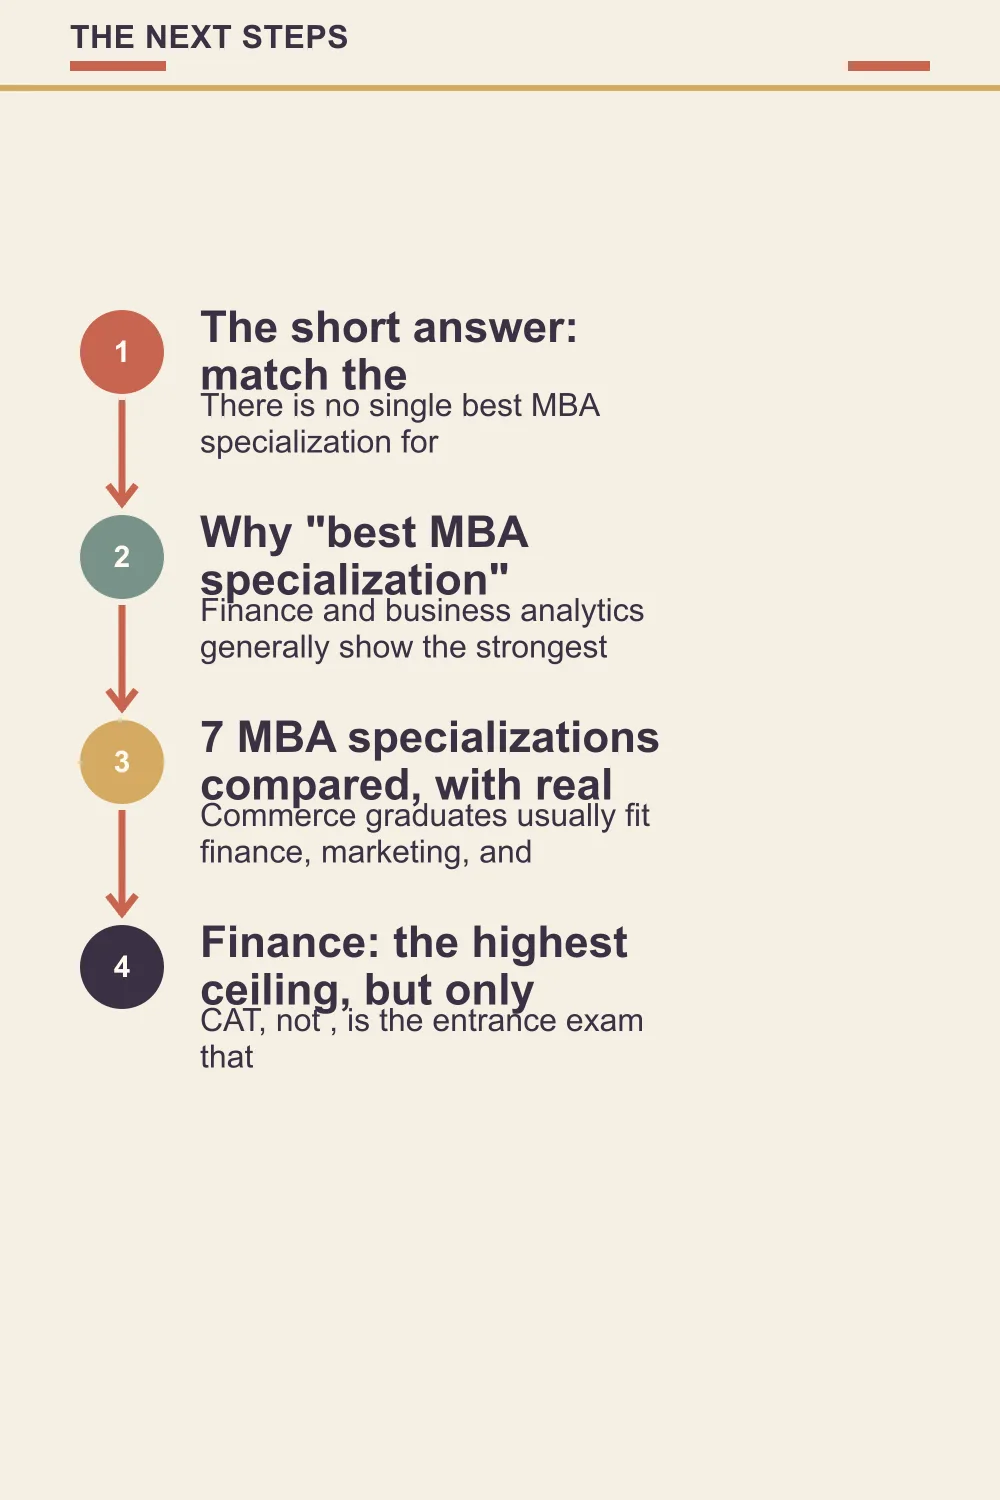 THE NEXT STEPS
1
The short answer:
match the
There is no single best MBA
specialization for
2
Why "best MBA
specialization"
Finance and business analytics
generally show the strongest
3
7 MBA specializations
compared, with real
Commerce graduates usually fit
finance, marketing, and
4
Finance: the highest
ceiling, but only
CAT, not , is the entrance exam
that